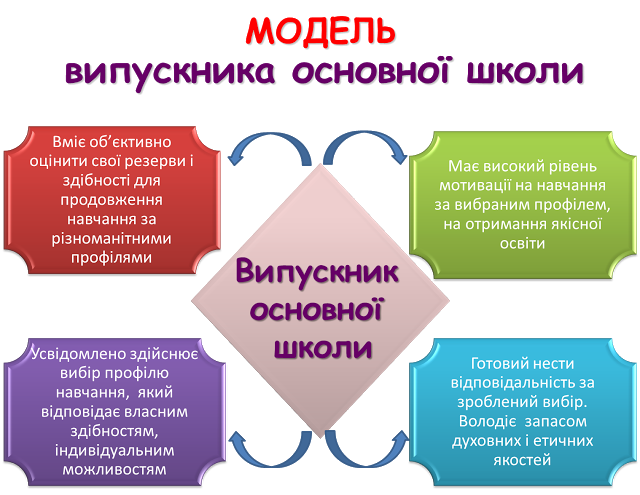 МОДЕЛЬ
випускника основної школи
Вміє об’єктивно
оцінити свої резерви і
здібності для
продовження
навчання за
різноманітними
профілями
Має високий рівень
мотивації на навчання
за вибраним профілем,
на отримання якісної
освіти
Випускник
основної
школи
Усвідомлено здійснює
вибір профілю
навчання, який
відповідає власним
здібностям,
індивідуальним
можливостям
Готовий нести
відповідальність за
зроблений вибір.
Володіє запасом
духовних і етичних
якостей